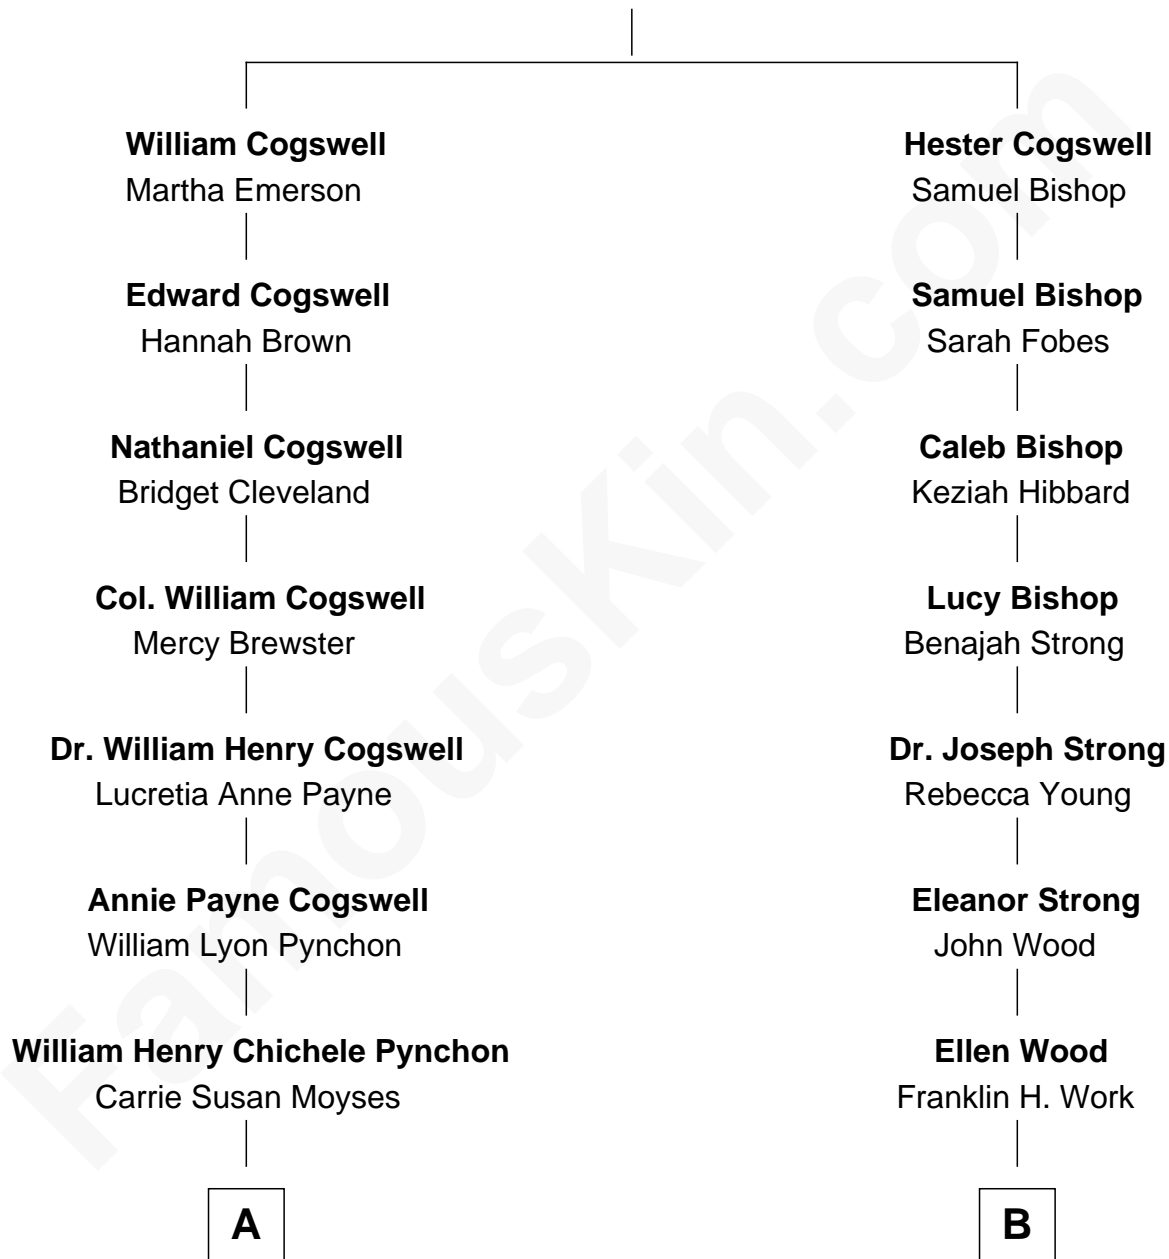 William Cogswell
Martha Emerson
Edward Cogswell
Hannah Brown
Nathaniel Cogswell
Bridget Cleveland
Col. William Cogswell
Mercy Brewster
Dr. William Henry Cogswell
Lucretia Anne Payne
Annie Payne Cogswell
William Lyon Pynchon
William Henry Chichele Pynchon
Carrie Susan Moyses
A
Hester Cogswell
Samuel Bishop
Samuel Bishop
Sarah Fobes
Caleb Bishop
Keziah Hibbard
Lucy Bishop
Benajah Strong
Dr. Joseph Strong
Rebecca Young
Eleanor Strong
John Wood
Ellen Wood
Franklin H. Work
B
FamousKin.com